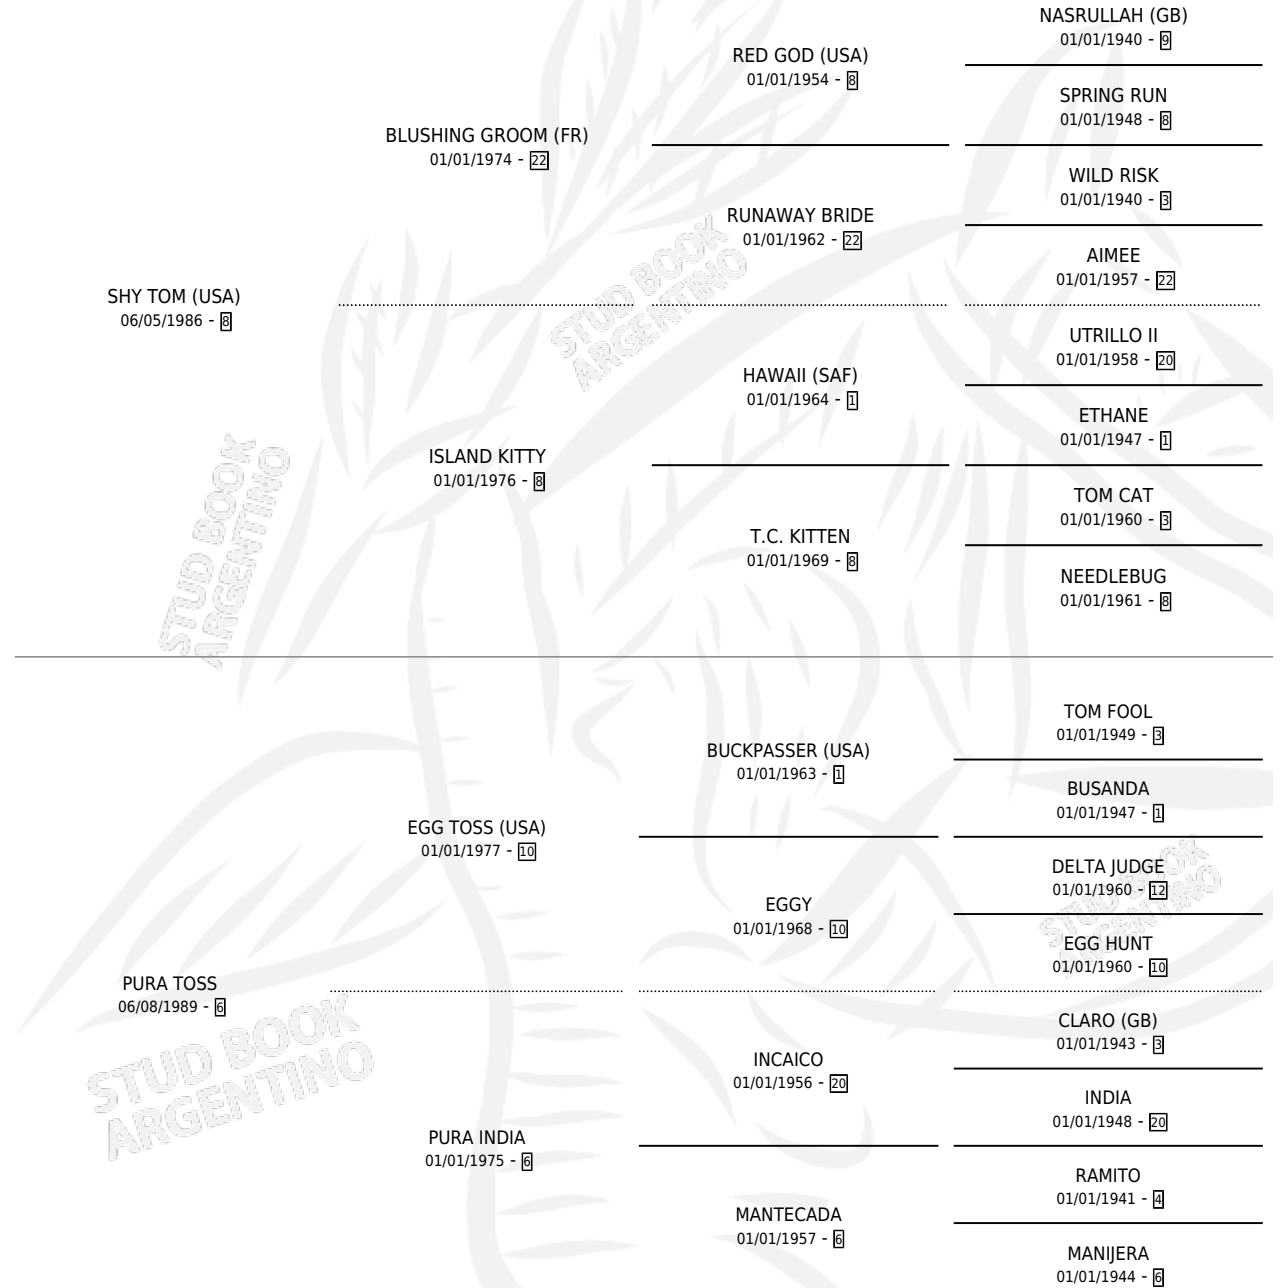 NASRULLAH (GB)
01/01/1940 - 9
RED GOD (USA)
01/01/1954 - 8
SPRING RUN
01/01/1948 - 8
BLUSHING GROOM (FR)
01/01/1974 - 22
WILD RISK
01/01/1940 - 3
RUNAWAY BRIDE
01/01/1962 - 22
AIMEE
01/01/1957 - 22
SHY TOM (USA)
06/05/1986 - 8
STUD BOOK
ARGENTINO
UTRILLO II
01/01/1958 - 20
HAWAII (SAF)
01/01/1964 - 1
ETHANE
01/01/1947 - 1
ISLAND KITTY
01/01/1976 - 8
TOM CAT
01/01/1960 - 3
T.C. KITTEN
01/01/1969 - 8
NEEDLEBUG
01/01/1961 - 8
STUD BOOK
ARGENTINO
TOM FOOL
01/01/1949 - 3
BUCKPASSER (USA)
01/01/1963 - 1
BUSANDA
01/01/1947 - 1
EGG TOSS (USA)
01/01/1977 - 10
DELTA JUDGE
01/01/1960 - 12
EGGY
01/01/1968 - 10
EGG HUNT
01/01/1960 - 10
STUD BOOK
ARGENTINO
PURA TOSS
06/08/1989 - 6
CLARO (GB)
01/01/1943 - 3
INCAICO
01/01/1956 - 20
INDIA
01/01/1948 - 20
STUD BOOK
ARGENTINO
PURA INDIA
01/01/1975 - 6
RAMITO
01/01/1941 - 4
MANTECADA
01/01/1957 - 6
MANIJERA
01/01/1944 - 6